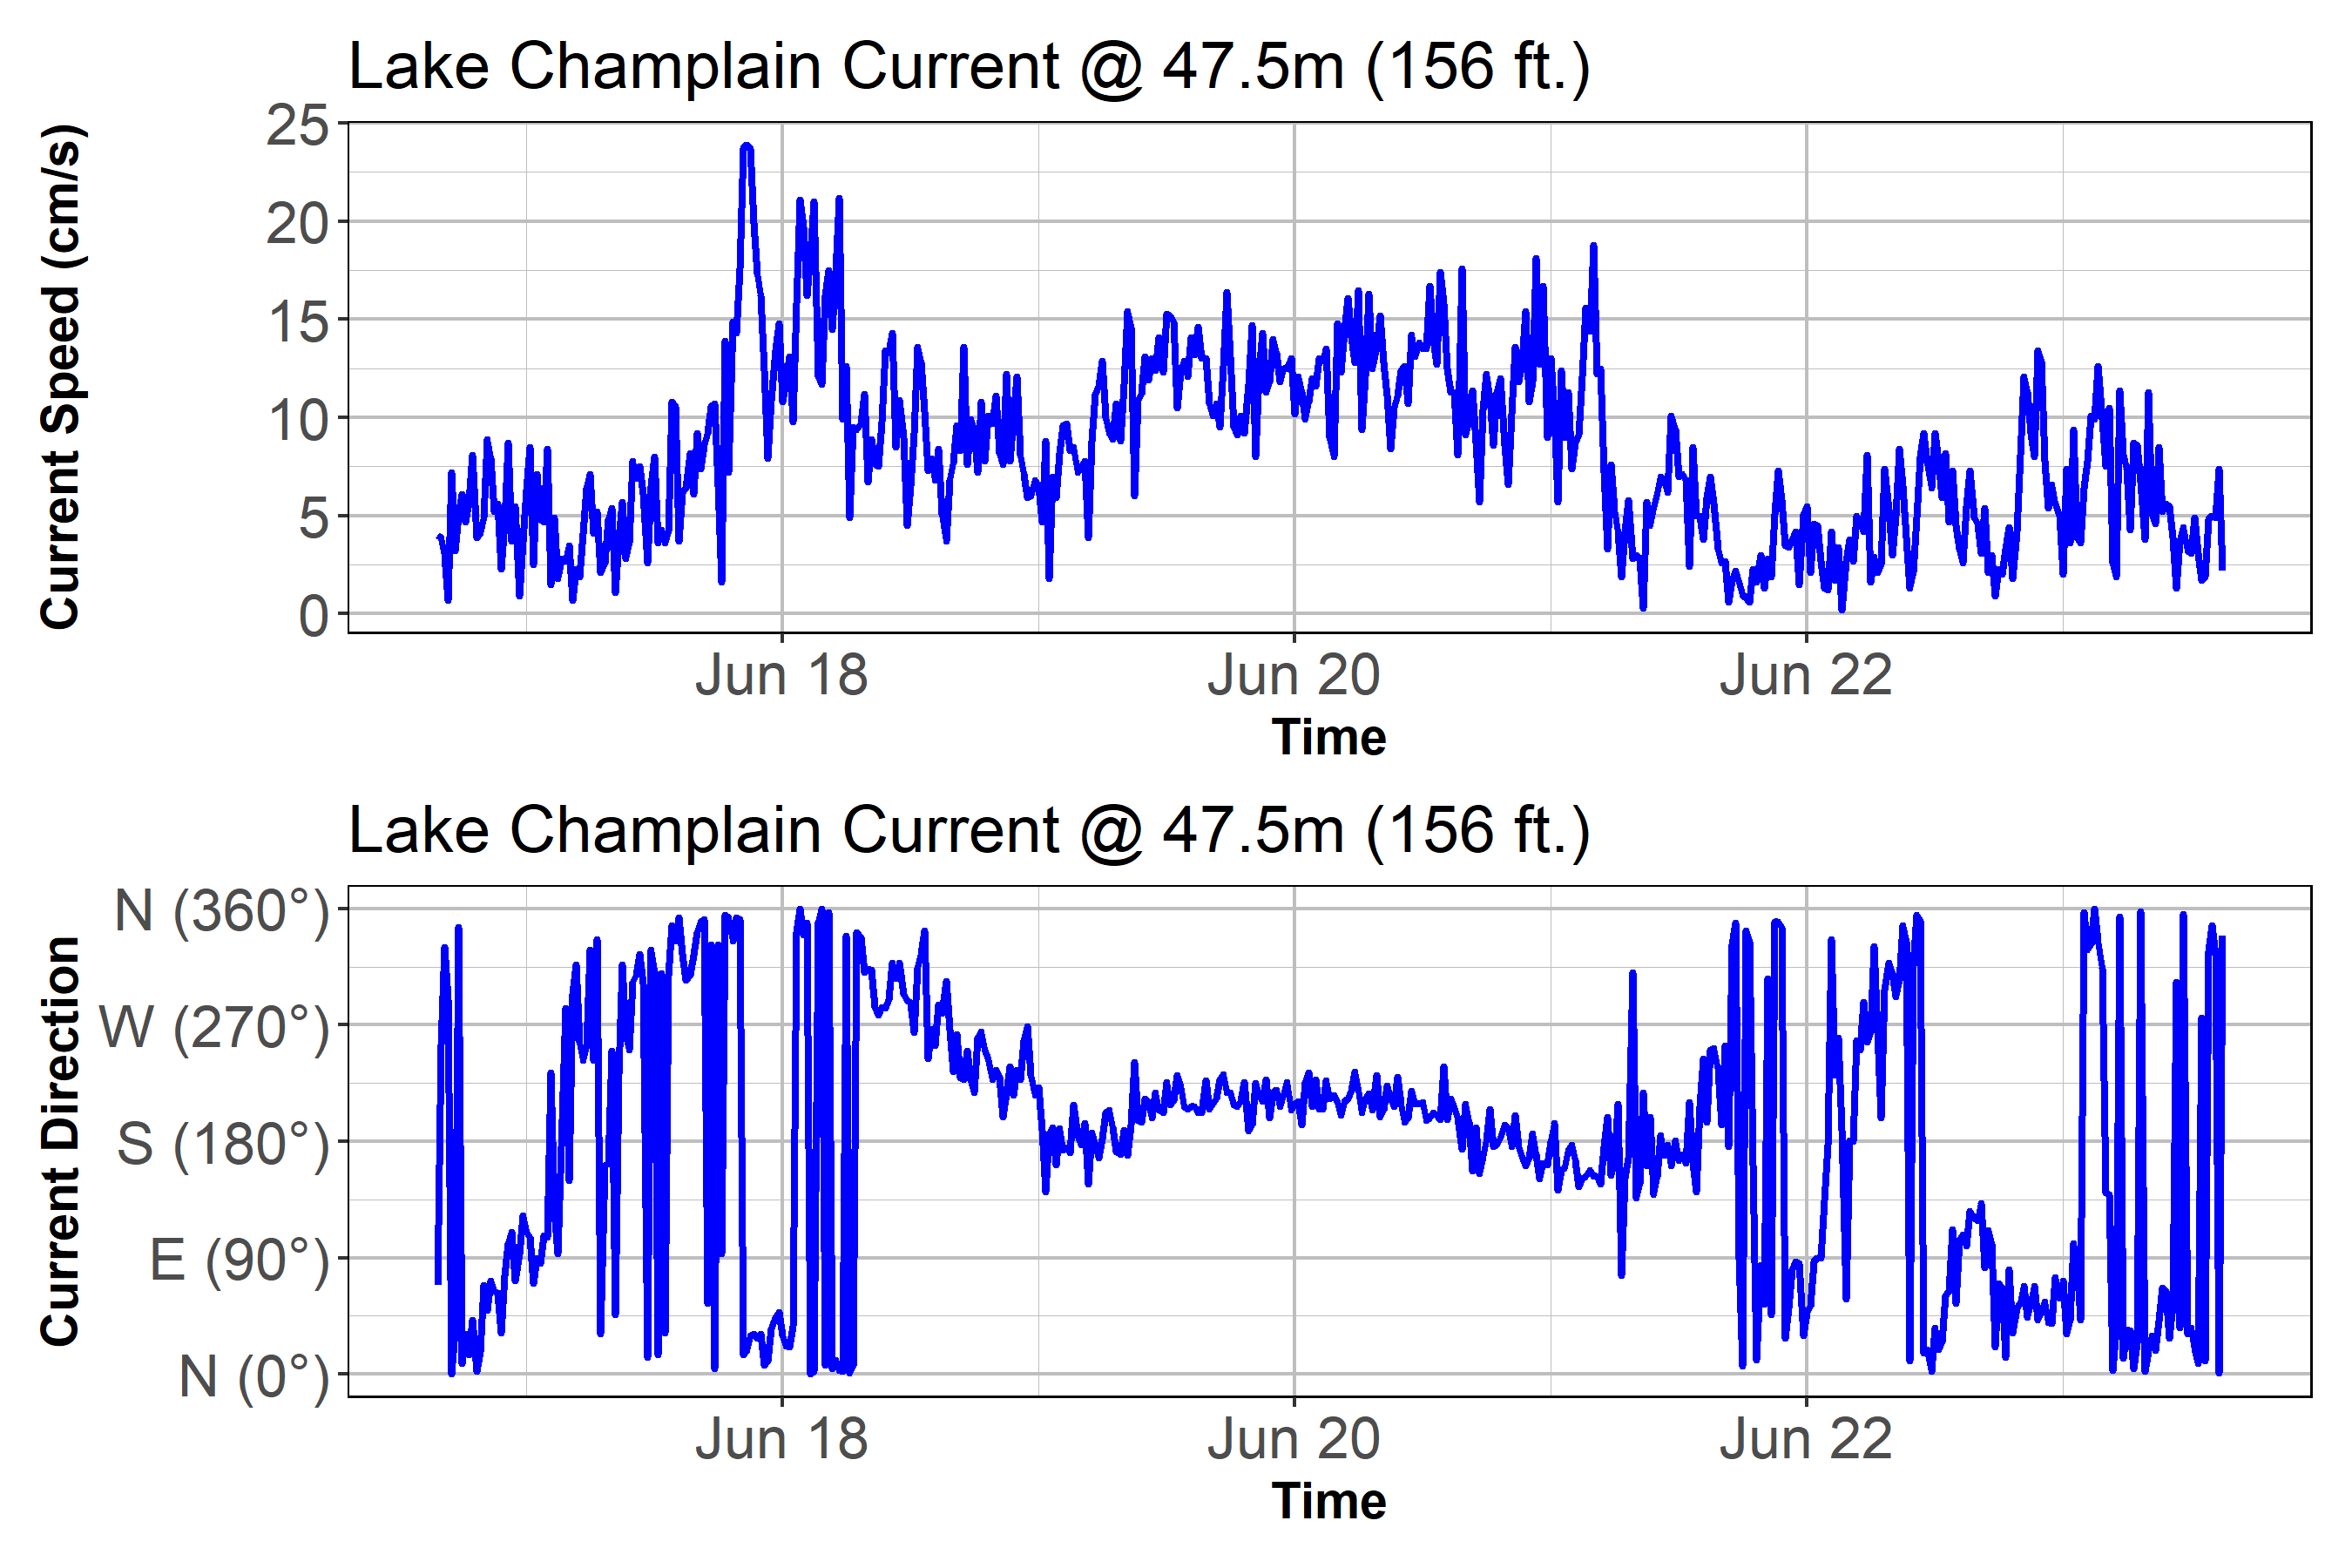 Lake Champlain Current @ 47.5m (156 ft.)
Current Speed (cm/s)
25
20
15
10
5
0
Jun 18
Jun 20
Jun 22
Time
Lake Champlain Current @ 47.5m (156 ft.)
Current Direction
N (360°)
W (270°)
S (180°)
E (90°)
N (0°)
Jun 18
Jun 20
Jun 22
Time